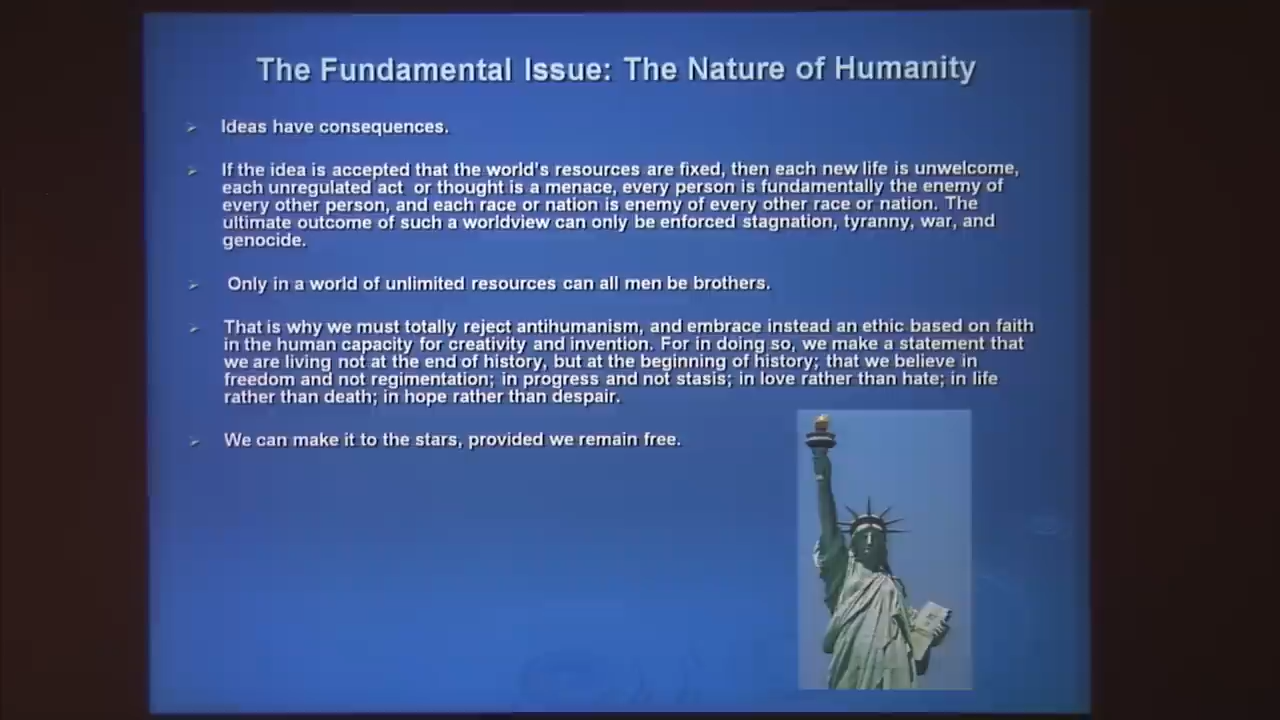 The Fundamental Issue: The Nature of Humanity
Ideas have consequences.
If the idea is accepted that the world's resources are fixed, then each new life is unwelcome,
each unregulated act or thought is a menace, every person is fundamentally the enemy of
every other person, and each race or nation is enemy of every other race or nation. The
ultimate outcome of such a worldview can only be enforced stagnation, tyranny, war, and
genocide.
Only in a world of unlimited resources can all men be brothers.
That is why we must totally reject antihumanism, and embrace instead an ethic based on faith
in the human capacity for creativity and invention. For in doing so, we make a statement that
we are living not at the end of history, but at the beginning of history; that we believe in
freedom and not regimentation; in progress and not stasis; in love rather than hate; in life
rather than death; in hope rather than despair.
We can make it to the stars, provided we remain free.